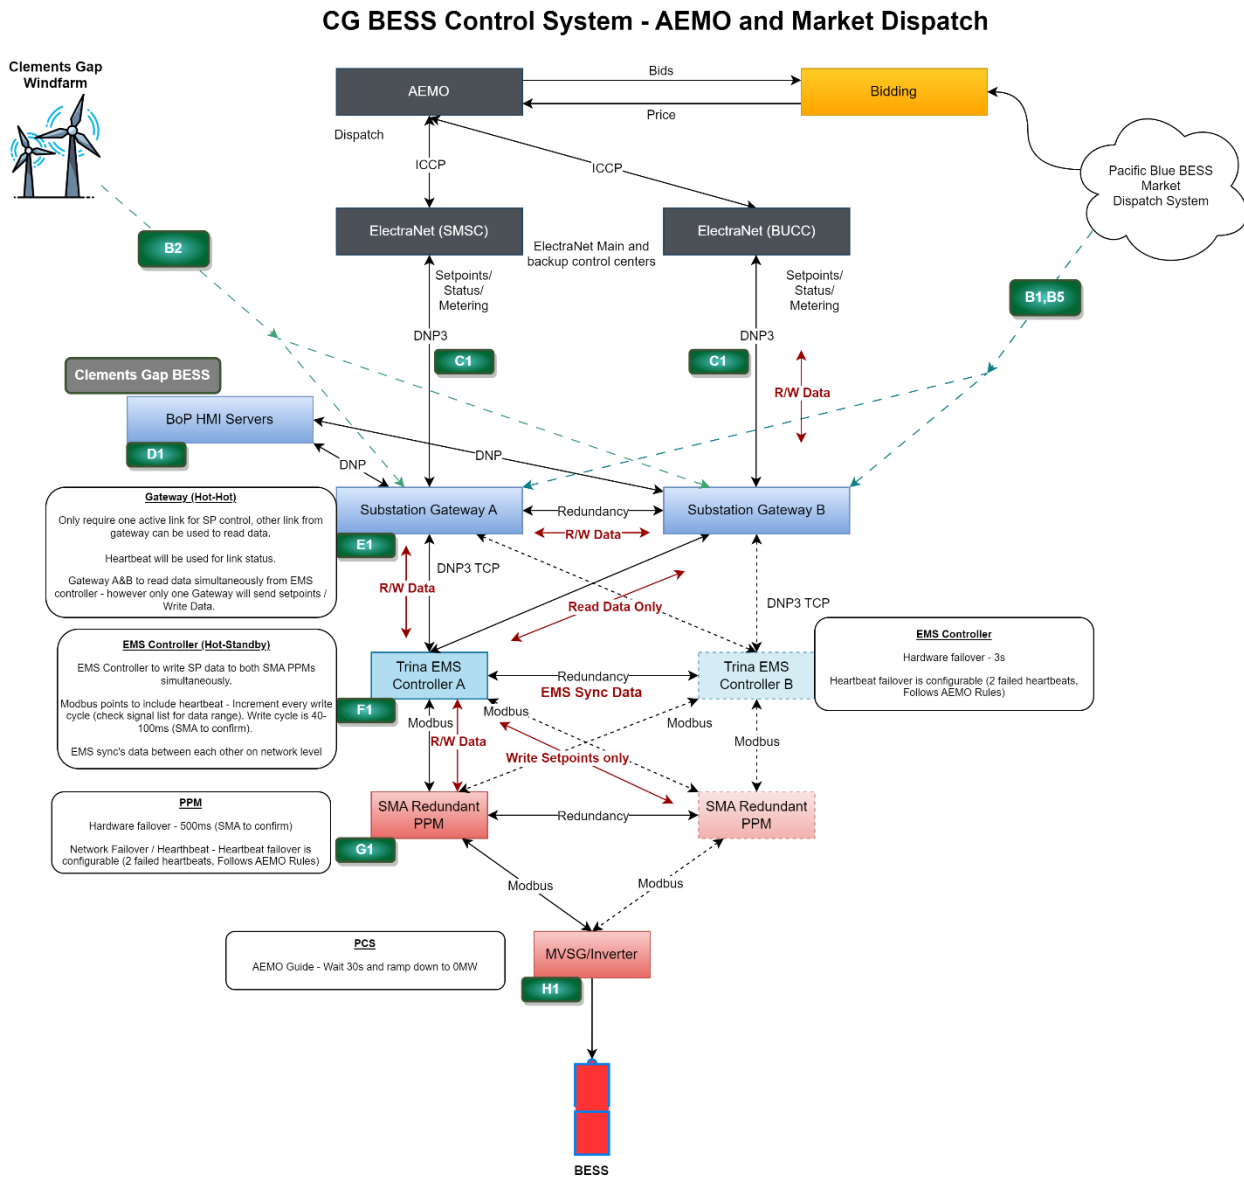 CG BESS Control System - AEMO and Market Dispatch
Clements Gap
Windfarm
AEMO
Bids
Price
Bidding
Dispatch
ICCP
ICCP
Pacific Blue BESS
Market
Dispatch System
ElectraNet (SMSC)
ElectraNet Main and
backup control centers
ElectraNet (BUCC)
B2
B1,B5
Setpoints/
Status/
Metering
Setpoints/
Status/
Metering
DNP3
DNP3
C1
C1
R/W Data
Clements Gap BESS
BoP HMI Servers
D1
DNP
DNP
Gateway (Hot-Hot)
Only require one active link for SP control, other link from
gateway can be used to read data.
Heartbeat will be used for link status.
Gateway A&B to read data simultaneously from EMS
controller - however only one Gateway will send setpoints /
Write Data.
Substation Gateway A
Redundancy
Substation Gateway B
E1
R/W Data
DNP3 TCP
R/W Data
Read Data Only
DNP3 TCP
EMS Controller (Hot-Standby)
EMS Controller to write SP data to both SMA PPMs
simultaneously.
Modbus points to include heartbeat - Increment every write
cycle (check signal list for data range). Write cycle is 40-
100ms (SMA to confirm).
EMS sync's data between each other on network level
Trina EMS
Controller A
Redundancy
EMS Sync Data
Trina EMS
Controller B
EMS Controller
Hardware failover - 3s
Heartbeat failover is configurable (2 failed heartbeats,
Follows AEMO Rules)
F1
Modbus
Modbus
Modbus
Modbus
R/W Data
Write Setpoints only
PPM
Hardware failover - 500ms (SMA to confirm)
Network Failover / Hearthbeat - Heartbeat failover is
configurable (2 failed heartbeats, Follows AEMO Rules)
SMA Redundant
PPM
Redundancy
SMA Redundant
PPM
G1
Modbus
Modbus
PCS
AEMO Guide - Wait 30s and ramp down to 0MW
MVSG/Inverter
H1
BESS